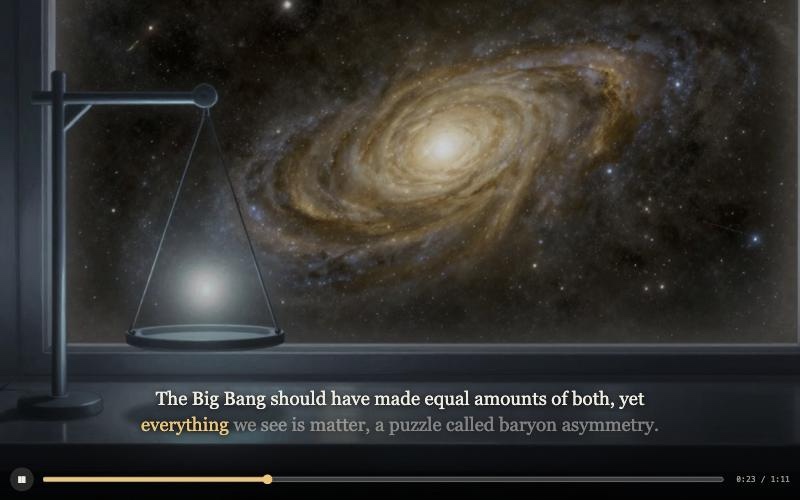 The Big Bang should have made equal amounts of both, yet
everything we see is matter, a puzzle called baryon asymmetry.
0:23 / 1:11